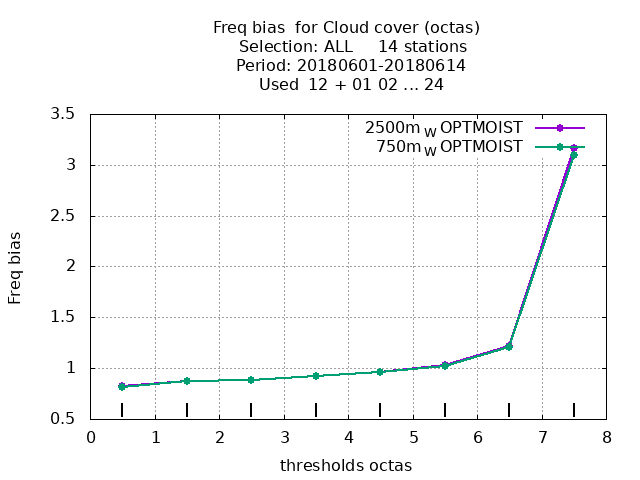 Freq bias for Cloud cover (octas)
Selection: ALL 14 stations
Period: 20180601-20180614
Used 12 + 01 02 ... 24
3.5
3
2.5
2
1.5
1
0.5
Freq bias
2500m W OPTMOIST
750m W OPTMOIST
0 1 2 3 4 5 6 7 8
thresholds octas